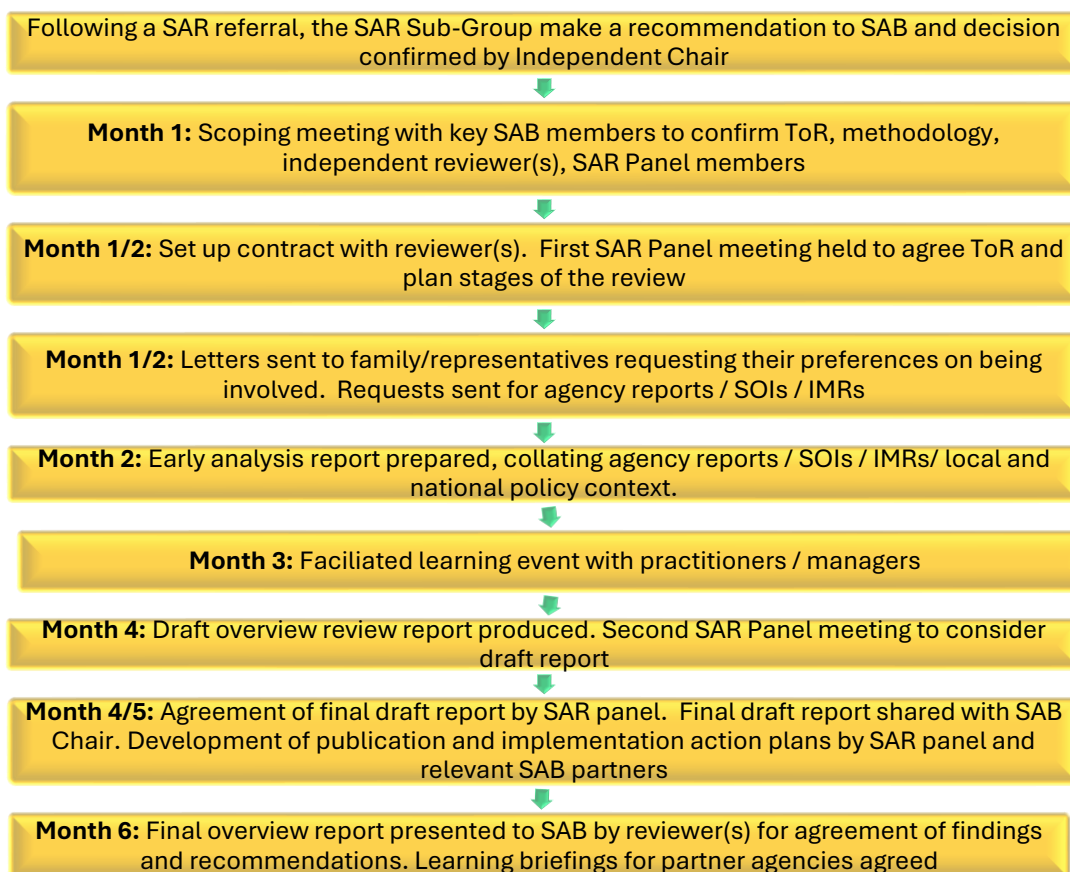 Following a SAR referral, the SAR Sub-Group make a recommendation to SAB and decision
confirmed by Independent Chair
Month 1: Scoping meeting with key SAB members to confirm ToR, methodology,
independent reviewer(s), SAR Panel members
Month 1/2: Set up contract with reviewer(s). First SAR Panel meeting held to agree ToR and
plan stages of the review
Month 1/2: Letters sent to family/representatives requesting their preferences on being
involved. Requests sent for agency reports / SOIs / IMRs
Month 2: Early analysis report prepared, collating agency reports / SOIs / IMRs/ local and
national policy context.
Month 3: Faciliated learning event with practitioners / managers
Month 4: Draft overview review report produced. Second SAR Panel meeting to consider
draft report
Month 4/5: Agreement of final draft report by SAR panel. Final draft report shared with SAB
Chair. Development of publication and implementation action plans by SAR panel and
relevant SAB partners
Month 6: Final overview report presented to SAB by reviewer(s) for agreement of findings
and recommendations. Learning briefings for partner agencies agreed